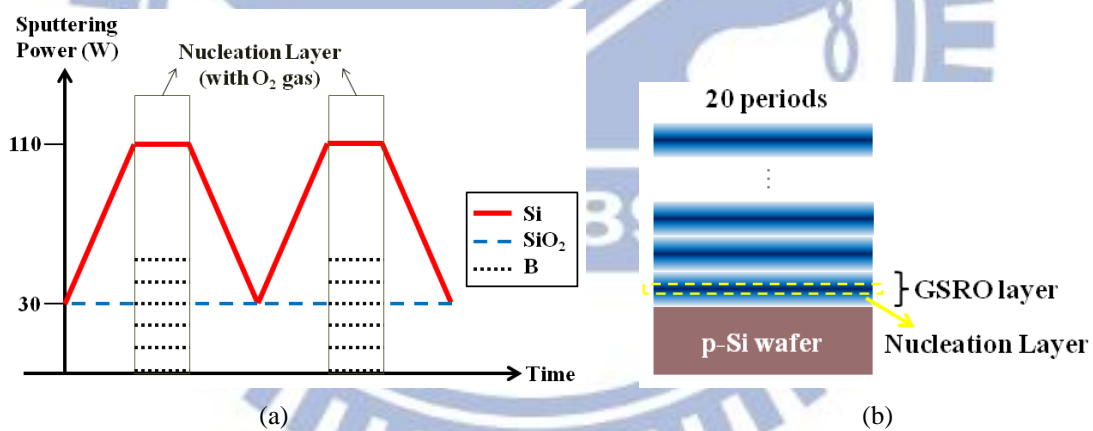 Sputtering
Power (W)
Nucleation Layer
(with O₂ gas)
110
30
Si
SiO₂
B
Time
(a)
20 periods
⋮
GSRO layer
p-Si wafer
Nucleation Layer
(b)